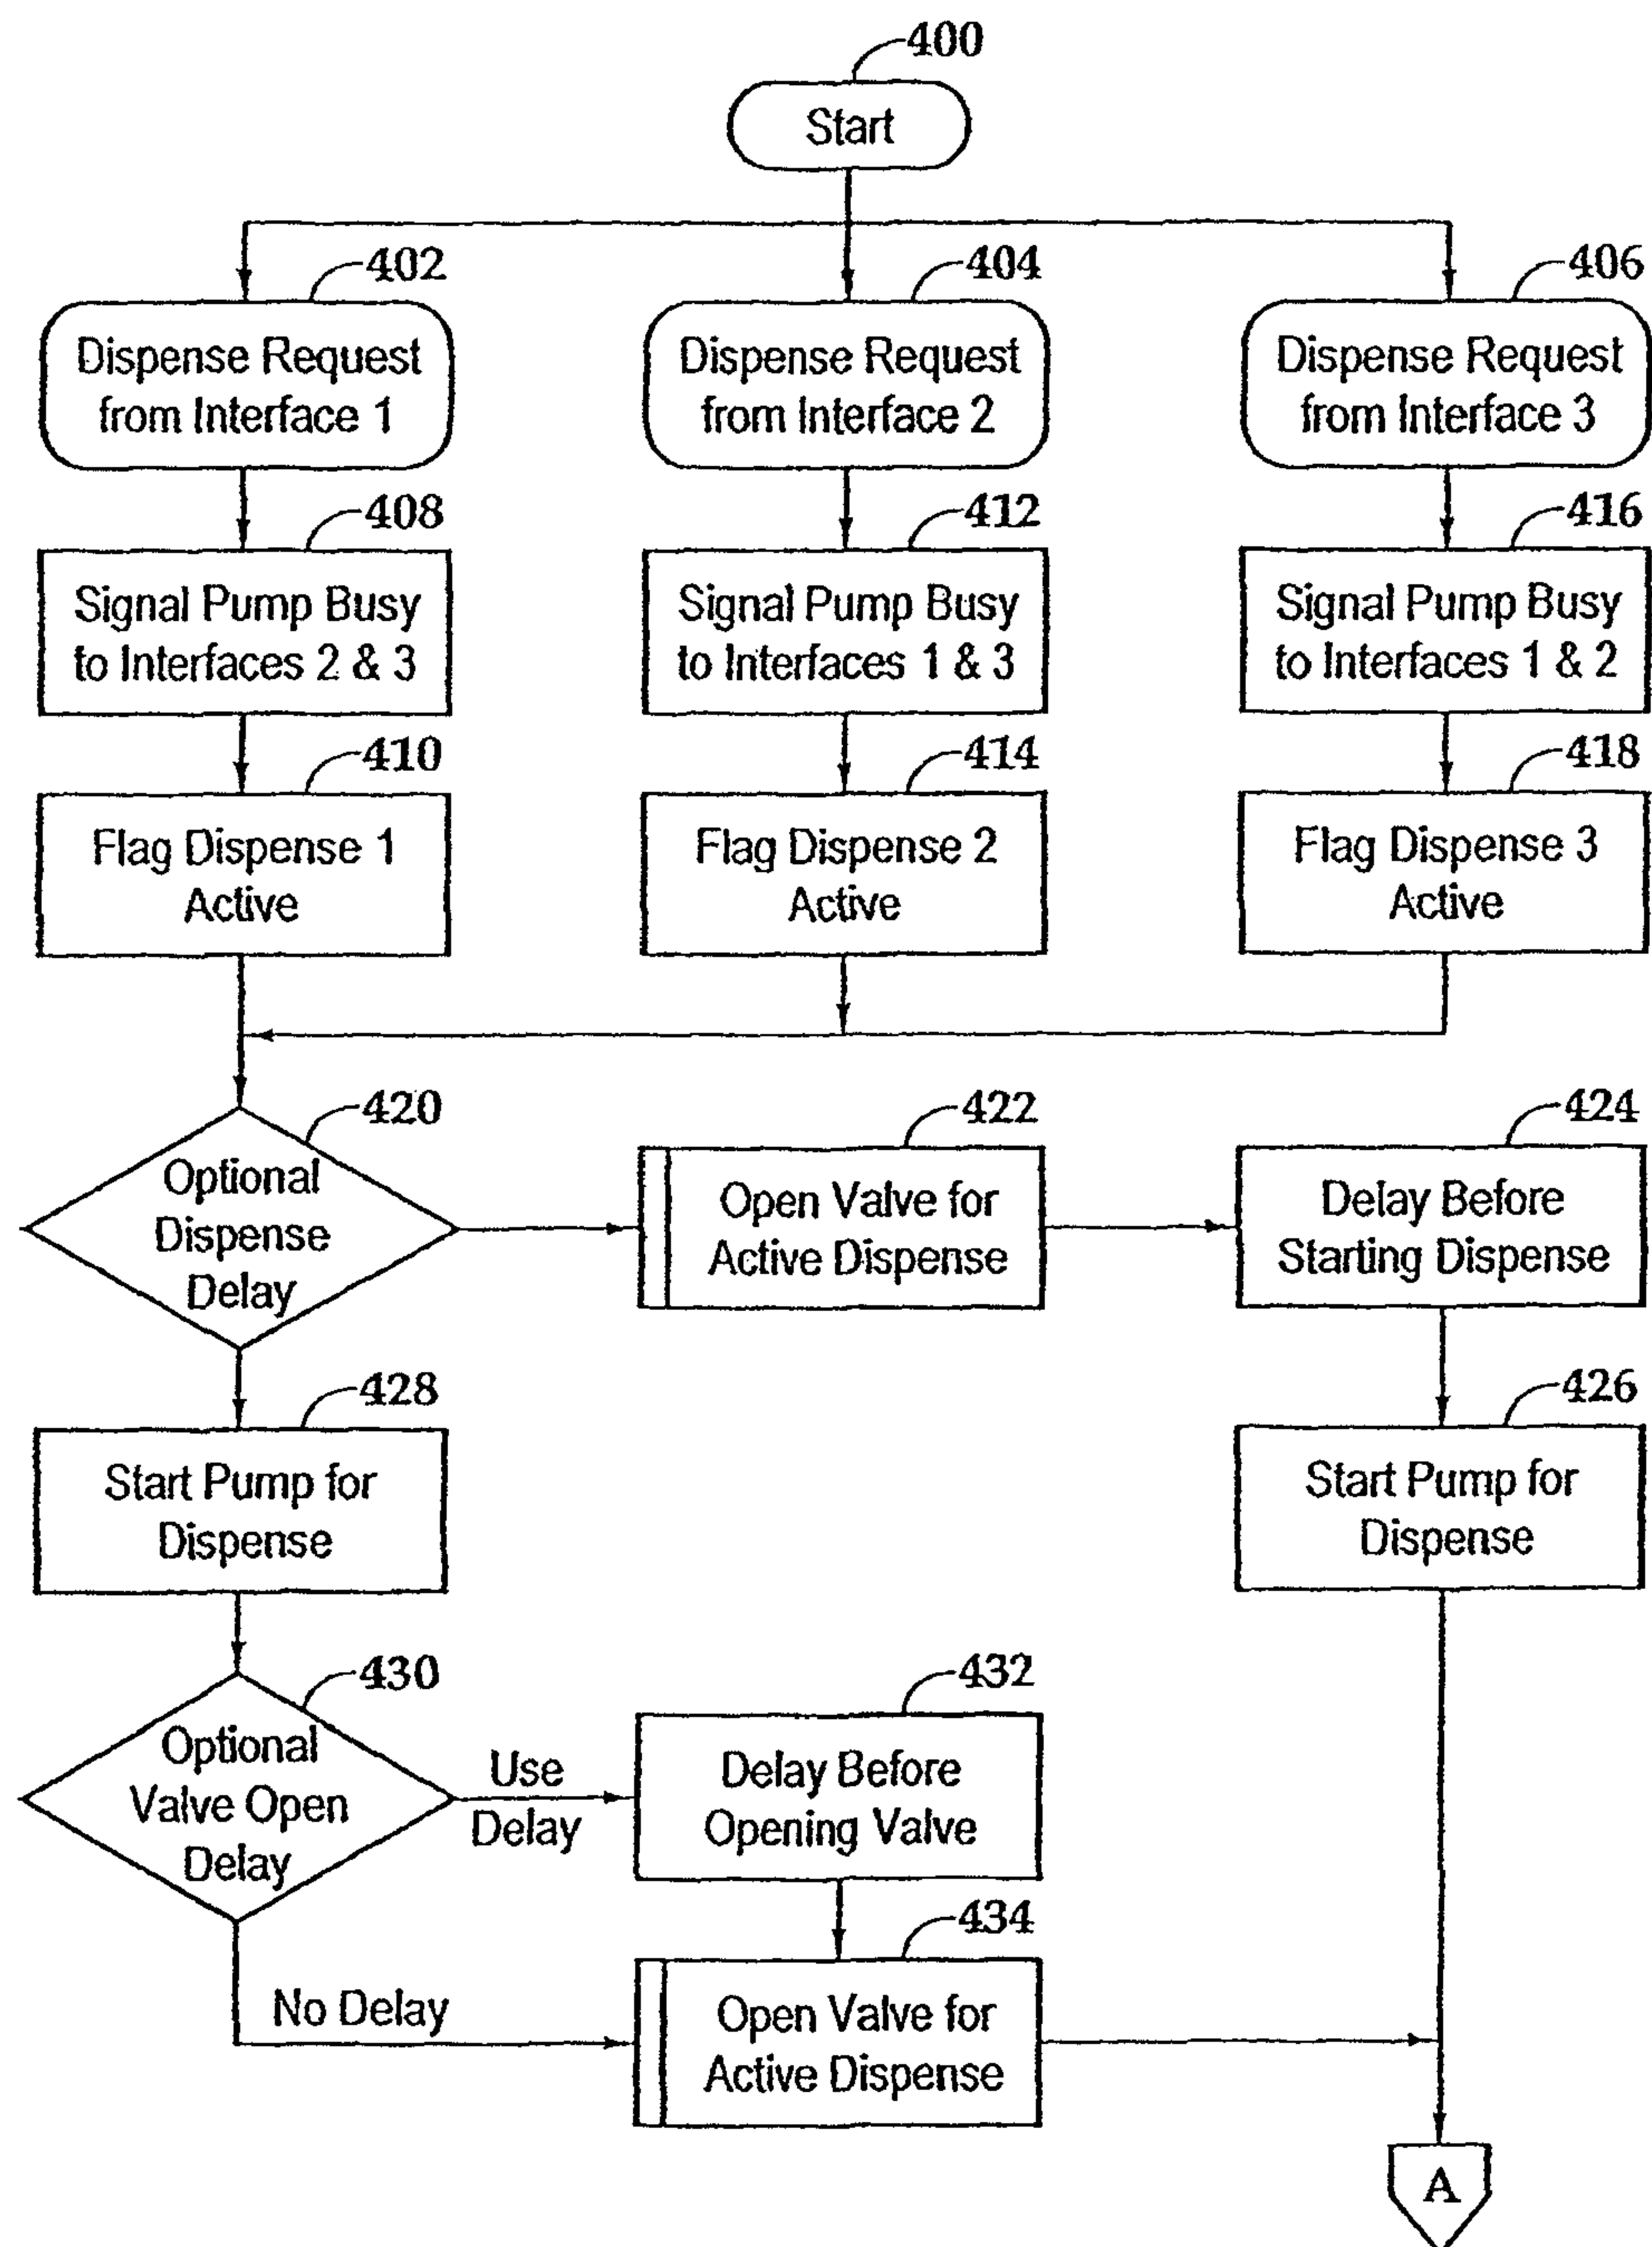 400
Start
402
404
406
Dispense Request
from Interface 1
Dispense Request
from Interface 2
Dispense Request
from Interface 3
408
412
416
Signal Pump Busy
to Interfaces 2 & 3
Signal Pump Busy
to Interfaces 1 & 3
Signal Pump Busy
to Interfaces 1 & 2
410
414
418
Flag Dispense 1
Active
Flag Dispense 2
Active
Flag Dispense 3
Active
420
422
424
Optional
Dispense
Delay
Open Valve for
Active Dispense
Delay Before
Starting Dispense
428
426
Start Pump for
Dispense
Start Pump for
Dispense
430
432
Optional
Valve Open
Delay
Use
Delay
Delay Before
Opening Valve
434
No Delay
Open Valve for
Active Dispense
A